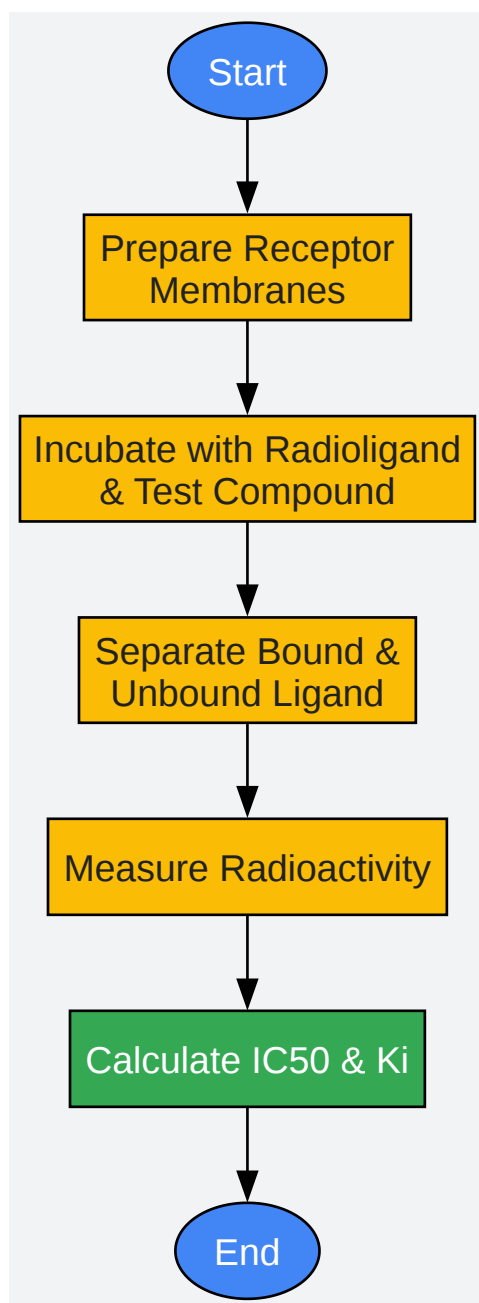 Start
Prepare Receptor
Membranes
Incubate with Radioligand
& Test Compound
Separate Bound &
Unbound Ligand
Measure Radioactivity
Calculate IC50 & Ki
End